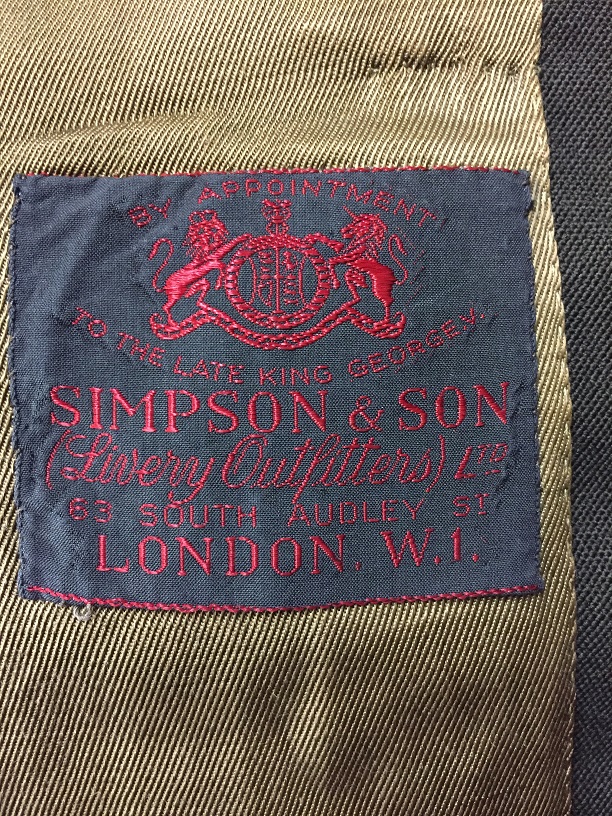 BY APPOINTMENT
TO THE LATE KING GEORGE V.
SIMPSON & SON
(Livery Outfitters) LTD
63 SOUTH AUDLEY ST
LONDON. W.1.